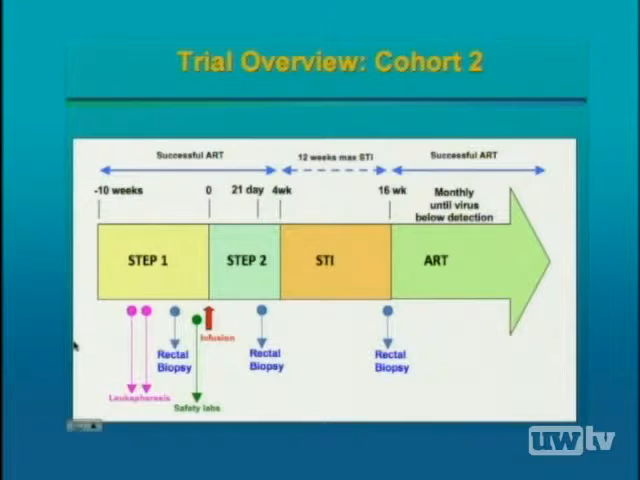 Trial Overview: Cohort 2
Successful ART
12 weeks max STI
Successful ART
-10 weeks
0
21 day
4wk
16 wk
Monthly
until virus
below detection
STEP 1
STEP 2
STI
ART
Infusion
Rectal
Biopsy
Rectal
Biopsy
Rectal
Biopsy
Leukapheresis
Safety labs
uwtv